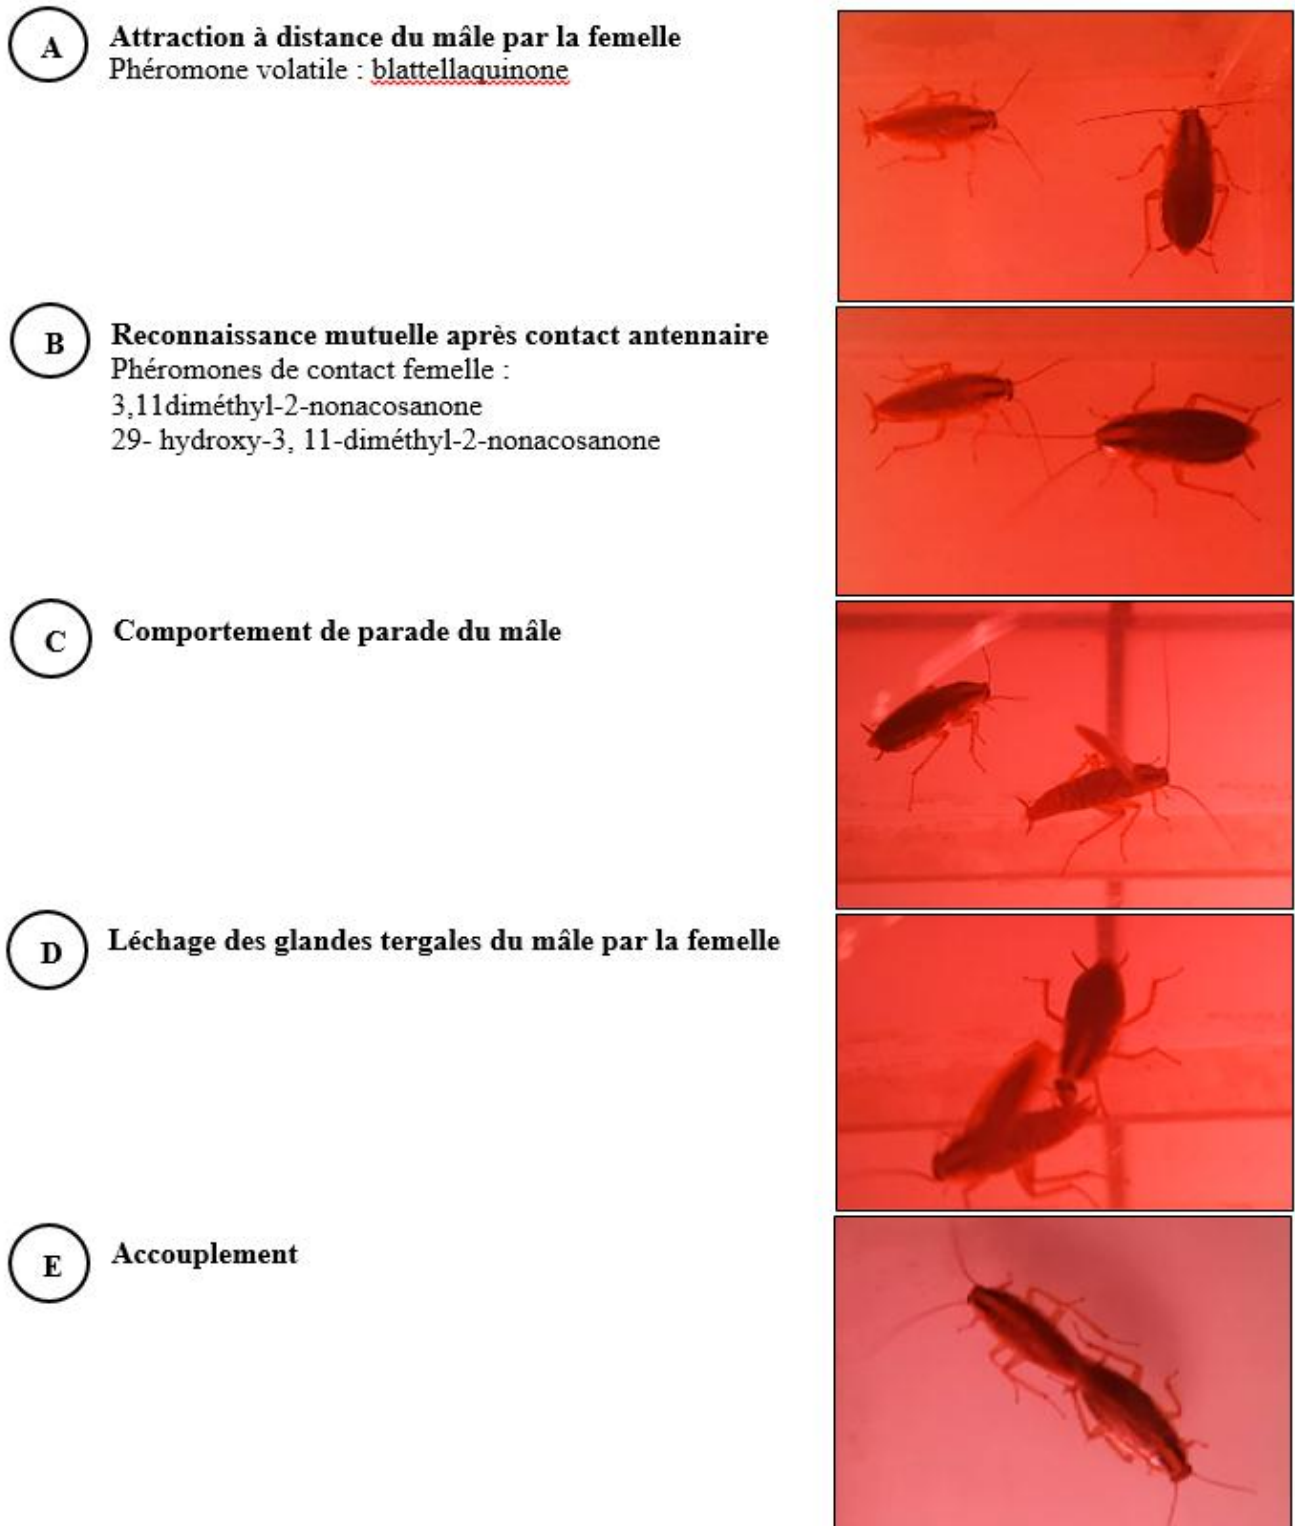 A
Attraction à distance du mâle par la femelle
Phéromone volatile : blattellaquinone
B
Reconnaissance mutuelle après contact antennaire
Phéromones de contact femelle :
3,11diméthyl-2-nonacosanone
29- hydroxy-3, 11-diméthyl-2-nonacosanone
C
Comportement de parade du mâle
D
Léchage des glandes tergales du mâle par la femelle
E
Accouplement